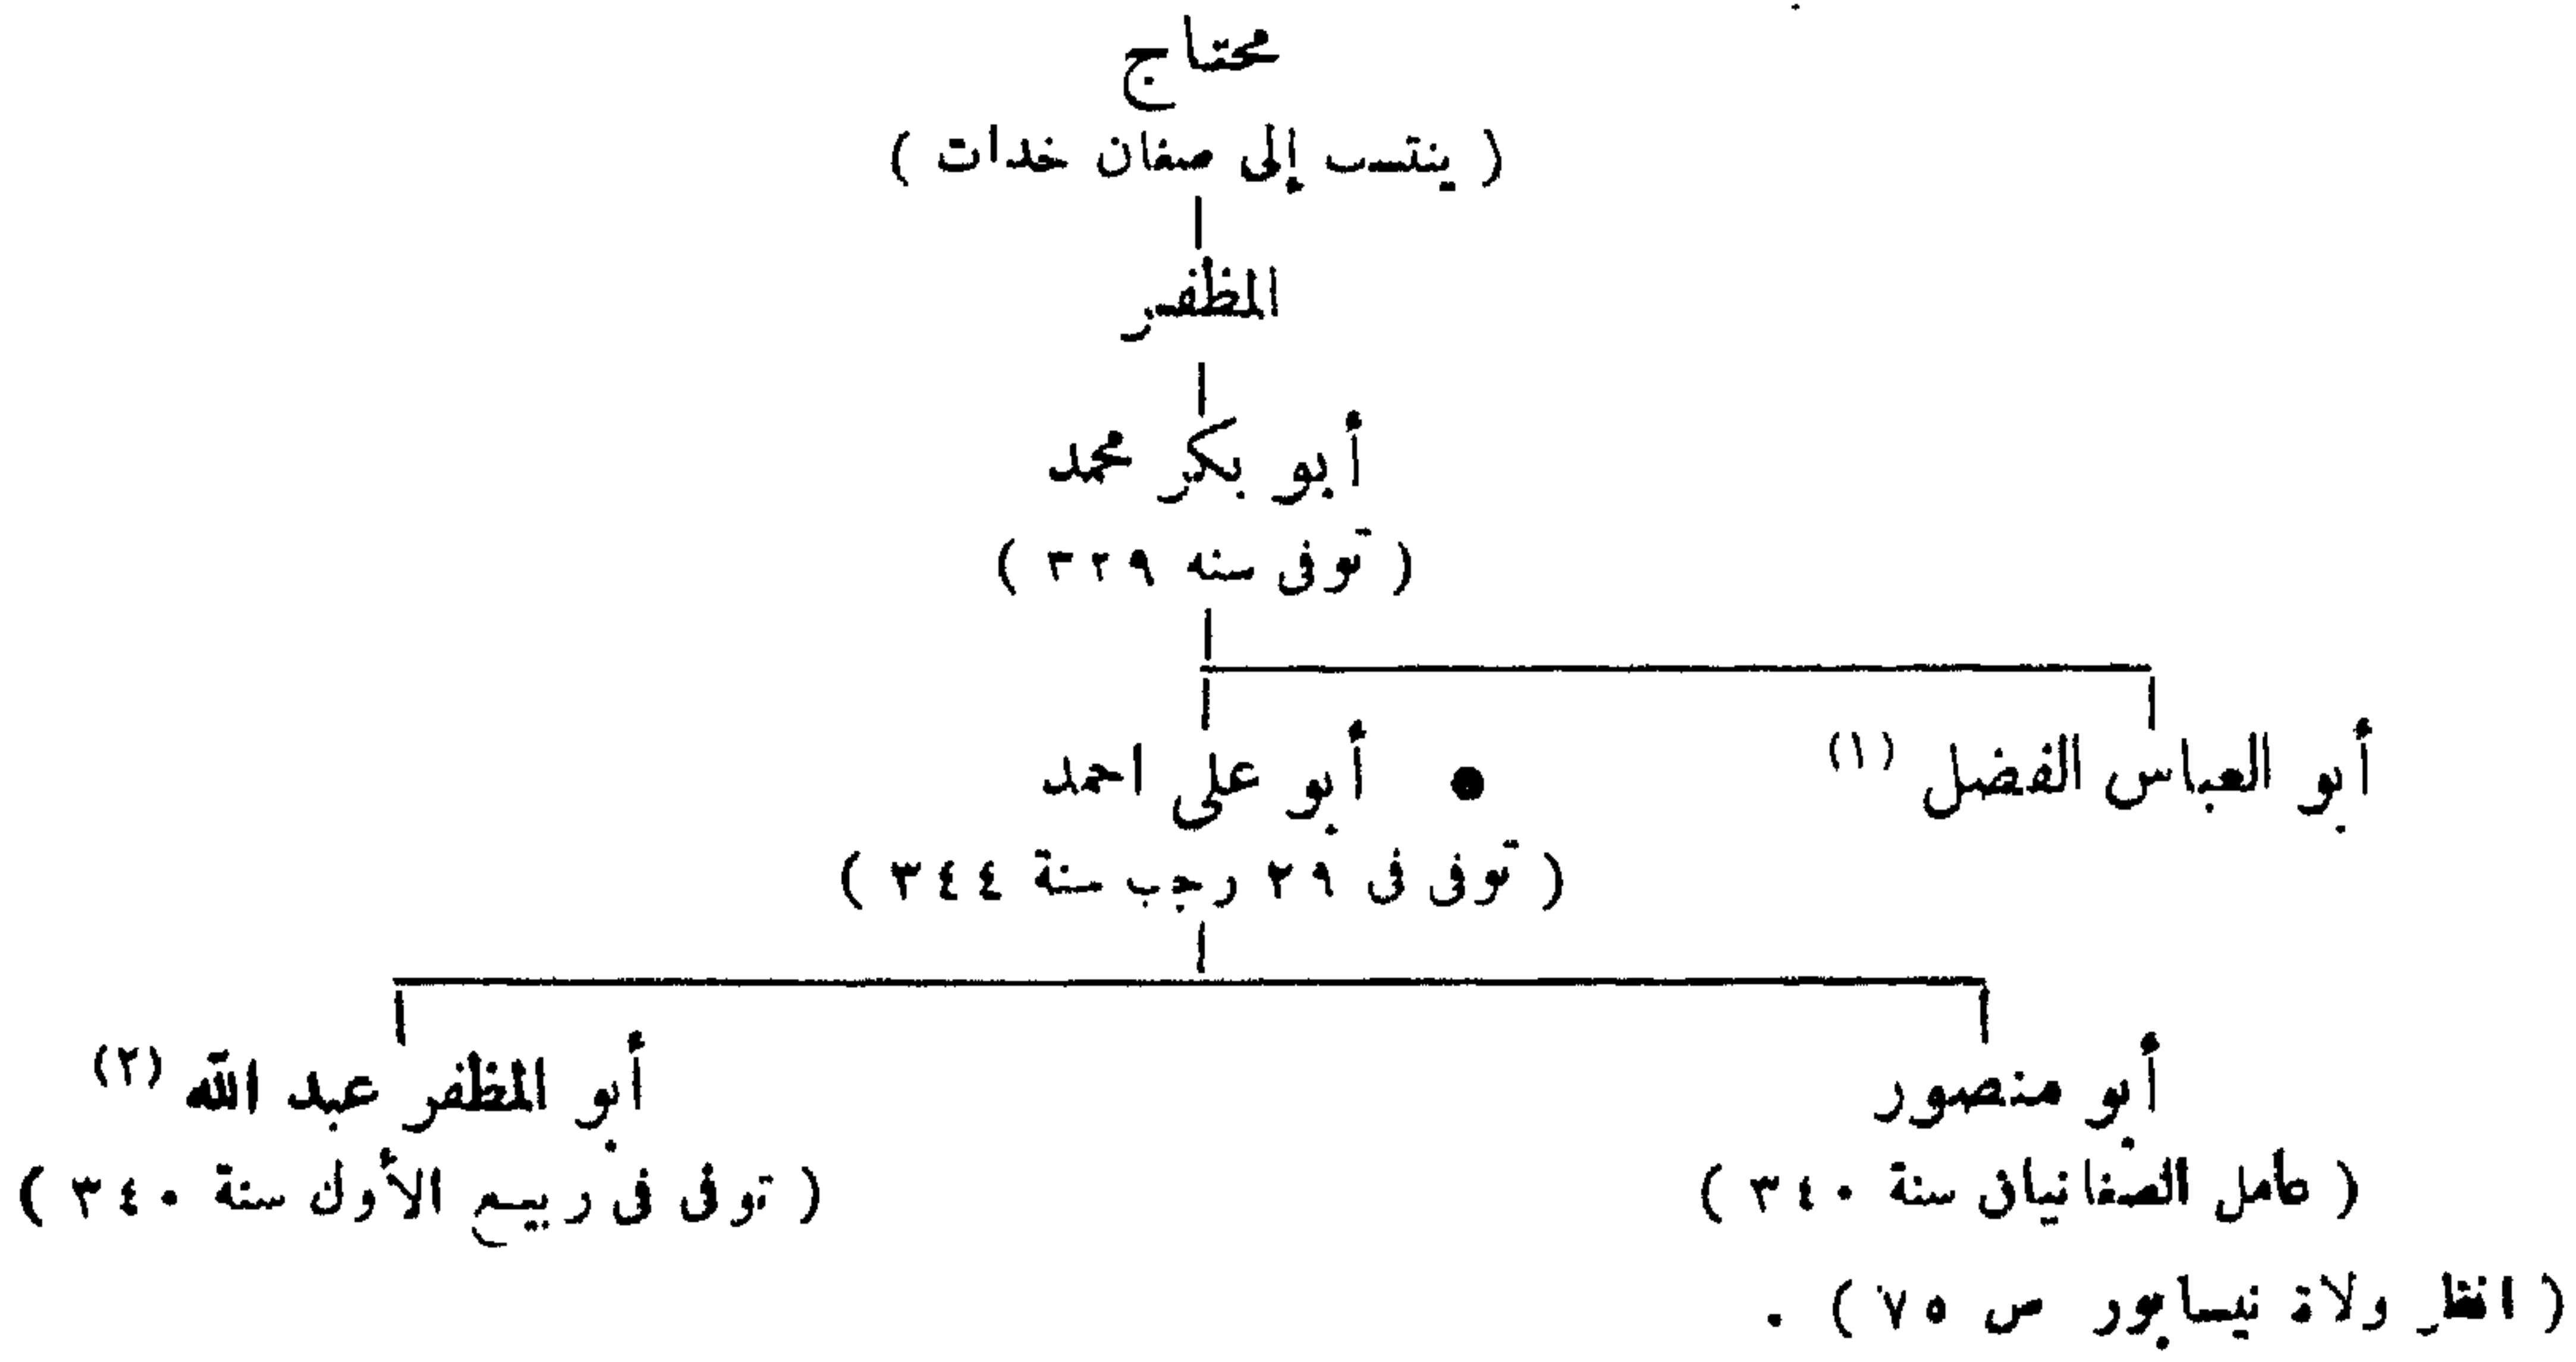 محتاج
( ينتسب إلى صغان خدات )
المظفر
أبو بكر محمد
( توفى سنه ٣٢٩ )
أبو العباس الفضل (١)
● أبو على احمد
( توفى فى ٢٩ رجب سنة ٣٤٤ )
أبو منصور
( عامل الصغانيان سنة ٣٤٠ )
أبو المظفر عبد الله (٢)
( توفى فى ربيع الأول سنة ٣٤٠ )
( انظر ولاة نيسابور س ٧٥ ) .